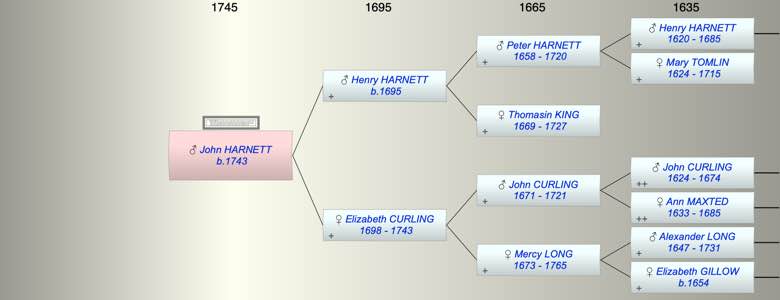 1745
1695
1665
1635
♂ John HARNETT
b.1743
♂ Henry HARNETT
b.1695
+
♀ Elizabeth CURLING
1698 - 1743
+
♂ Peter HARNETT
1658 - 1720
+
♀ Thomasin KING
1669 - 1727
+
♂ John CURLING
1671 - 1721
+
♀ Mercy LONG
1673 - 1765
+
♂ Henry HARNETT
1620 - 1685
+
♀ Mary TOMLIN
1624 - 1715
+
♂ John CURLING
1624 - 1674
++
♀ Ann MAXTED
1633 - 1685
++
♂ Alexander LONG
1647 - 1731
+
♀ Elizabeth GILLOW
b.1654
+